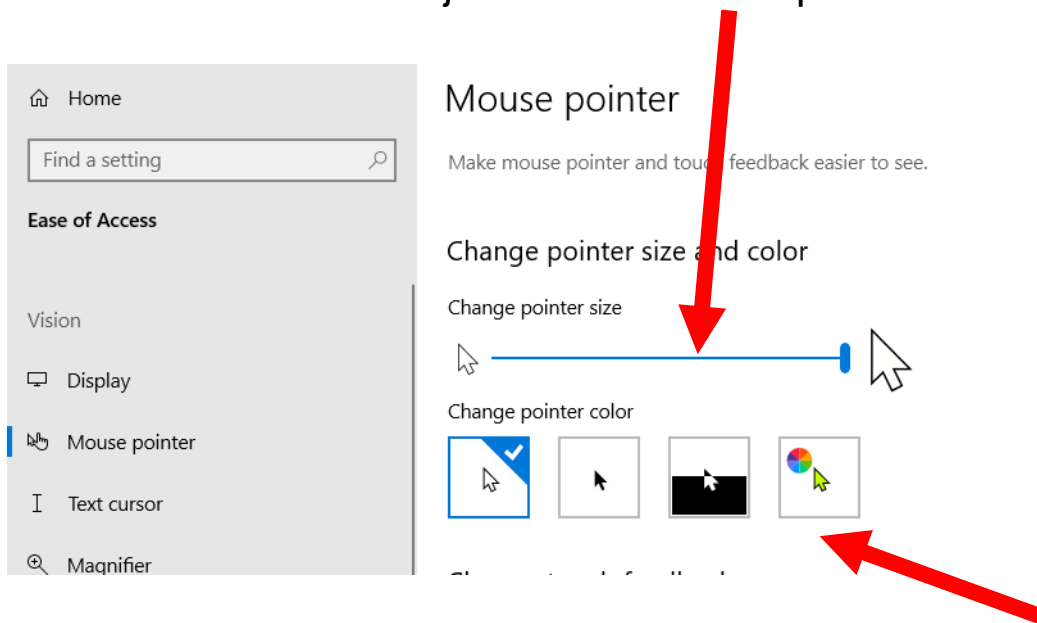 Home
Find a setting
Ease of Access
Vision
Display
Mouse pointer
Text cursor
Magnifier
Mouse pointer
Make mouse pointer and touch feedback easier to see.
Change pointer size and color
Change pointer size
Change pointer color